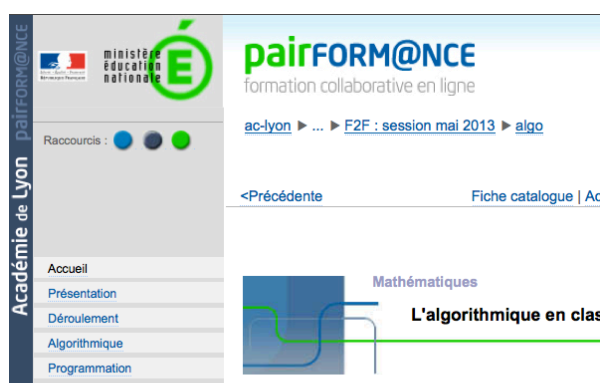 Académie de Lyon pairFORM@NCE
ministère
éducation
nationale
É
pairFORM@NCE
formation collaborative en ligne
ac-lyon ► ... ► F2F : session mai 2013 ► algo
Raccourcis :
<Précédente
Fiche catalogue | Ac
Accueil
Présentation
Déroulement
Algorithmique
Programmation
Mathématiques
L'algorithmique en clas